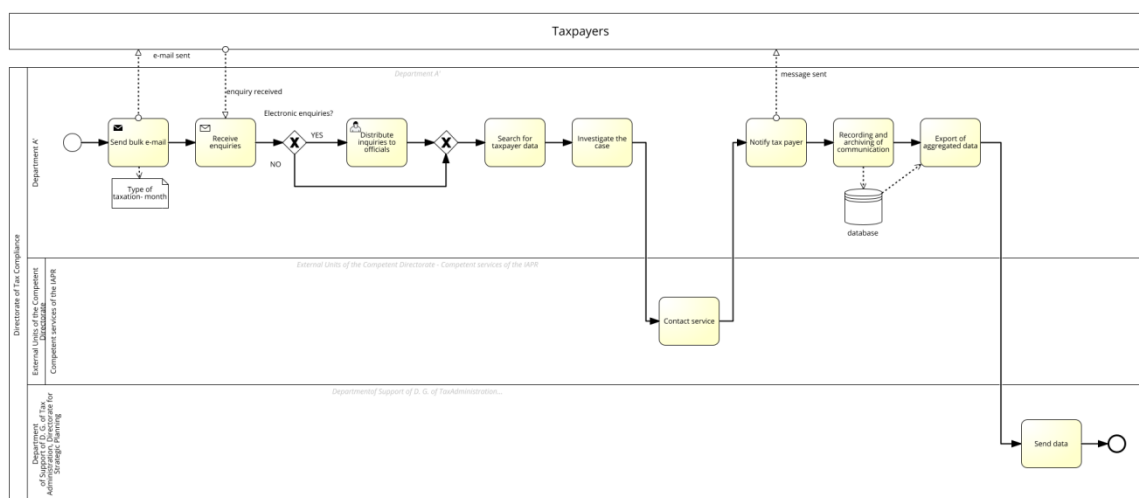 Taxpayers
e-mail sent
enquiry received
message sent
Department A'
Directorate of Tax Compliance
Department A'
Send bulk e-mail
Type of
taxation- month
Receive
enquiries
Electronic enquiries?
YES
NO
Distribute
inquiries to
officials
Search for
taxpayer data
Investigate the
case
Notify tax payer
Recording and
archiving of
communication
database
Export of
aggregated data
External Units of the Competent Directorate - Competent services of the IAPR
External Units of the Competent
Directorate
Competent services of the IAPR
Contact service
Departmentof Support of D. G. of TaxAdministration...
Department
of Support of D. G. of Tax
Administration, Directorate for
Strategic Planning
Send data